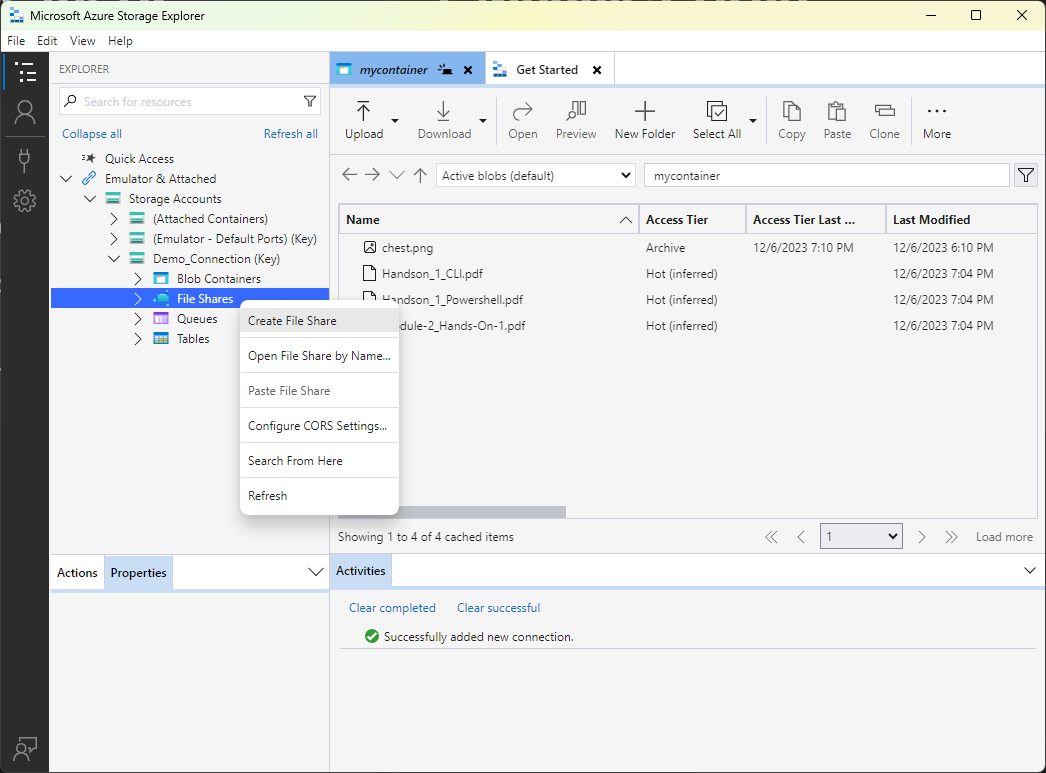 Microsoft Azure Storage Explorer
File Edit View Help
EXPLORER
Search for resources
Collapse all Refresh all
Quick Access
Emulator & Attached
Storage Accounts
(Attached Containers)
(Emulator - Default Ports) (Key)
Demo_Connection (Key)
Blob Containers
File Shares
Queues
Tables
Create File Share
Open File Share by Name...
Paste File Share
Configure CORS Settings...
Search From Here
Refresh
Actions Properties
mycontainer Get Started
Upload Download Open Preview New Folder Select All Copy Paste Clone More
Active blobs (default) mycontainer
Name Access Tier Access Tier Last ... Last Modified
chest.png Archive 12/6/2023 7:10 PM 12/6/2023 6:10 PM
Handson_1_CLI.pdf Hot (inferred) 12/6/2023 7:04 PM
Handson_1_Powershell.pdf Hot (inferred) 12/6/2023 7:04 PM
dule-2_Hands-On-1.pdf Hot (inferred) 12/6/2023 7:04 PM
Showing 1 to 4 of 4 cached items 1 Load more
Activities
Clear completed Clear successful
Successfully added new connection.